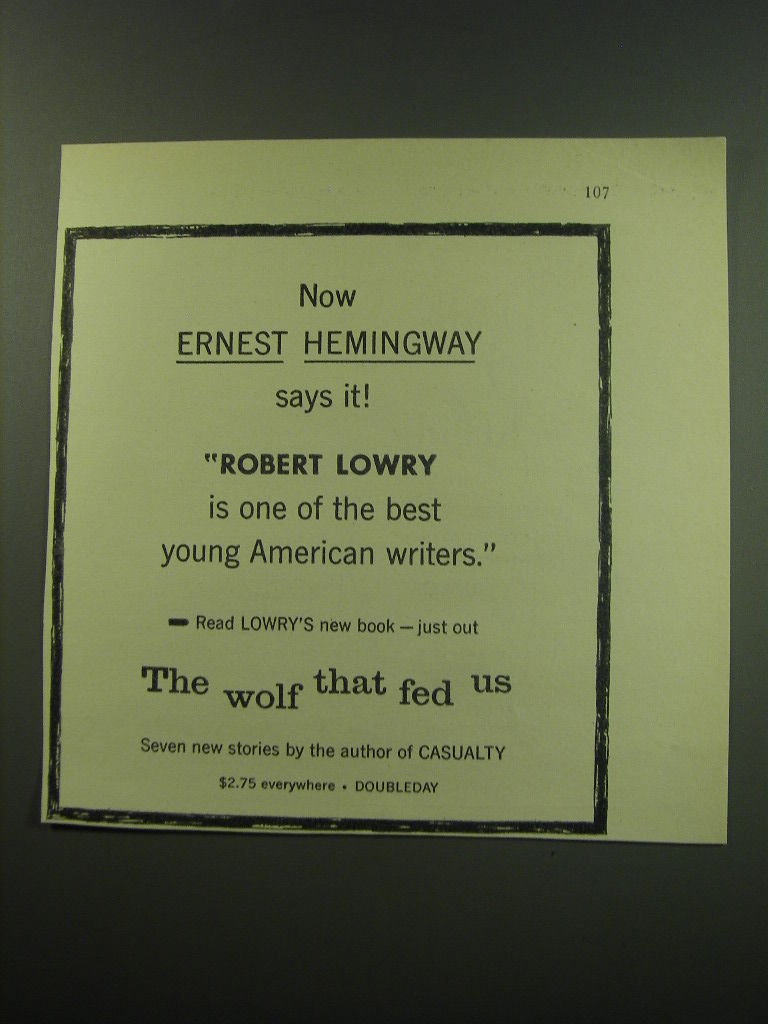 107
Now
ERNEST HEMINGWAY
says it!
"ROBERT LOWRY
is one of the best
young American writers."
— Read LOWRY'S new book — just out
The wolf that fed us
Seven new stories by the author of CASUALTY
$2.75 everywhere • DOUBLEDAY